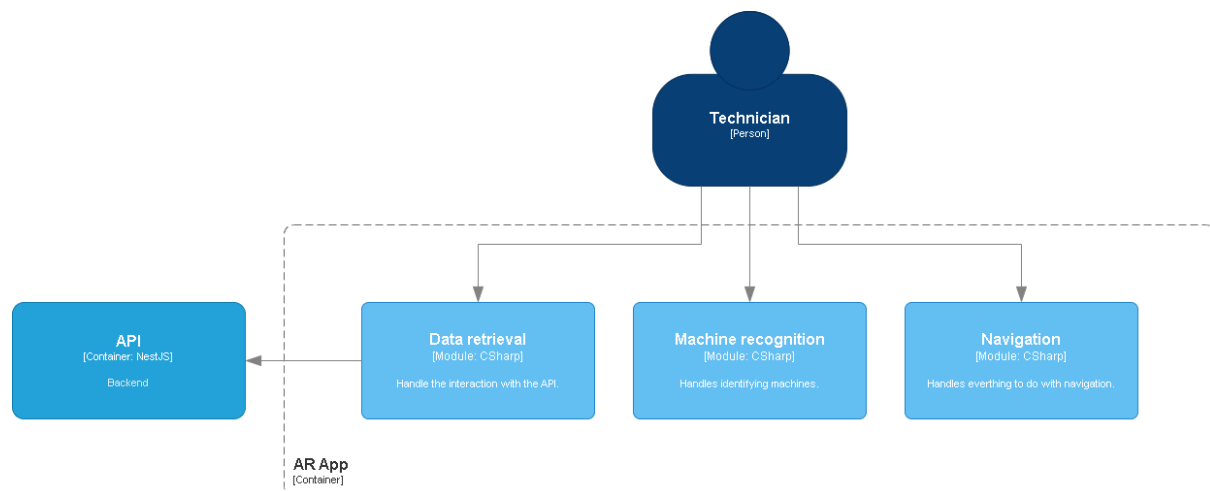 Technician
[Person]
API
[Container: NestJS]
Backend
Data retrieval
[Module: CSharp]
Handle the interaction with the API.
Machine recognition
[Module: CSharp]
Handles identifying machines.
Navigation
[Module: CSharp]
Handles everthing to do with navigation.
AR App
[Container]